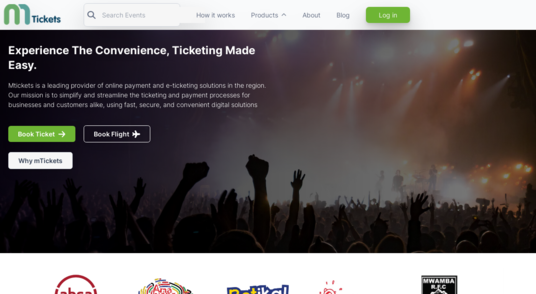 mTickets
Search Events
How it works
Products
About
Blog
Log in
Experience The Convenience, Ticketing Made
Easy.
Mtickets is a leading provider of online payment and e-ticketing solutions in the region.
Our mission is to simplify and streamline the ticketing and payment processes for
businesses and customers alike, using fast, secure, and convenient digital solutions
Book Ticket
Book Flight
Why mTickets
MWAMBA
R.F.C